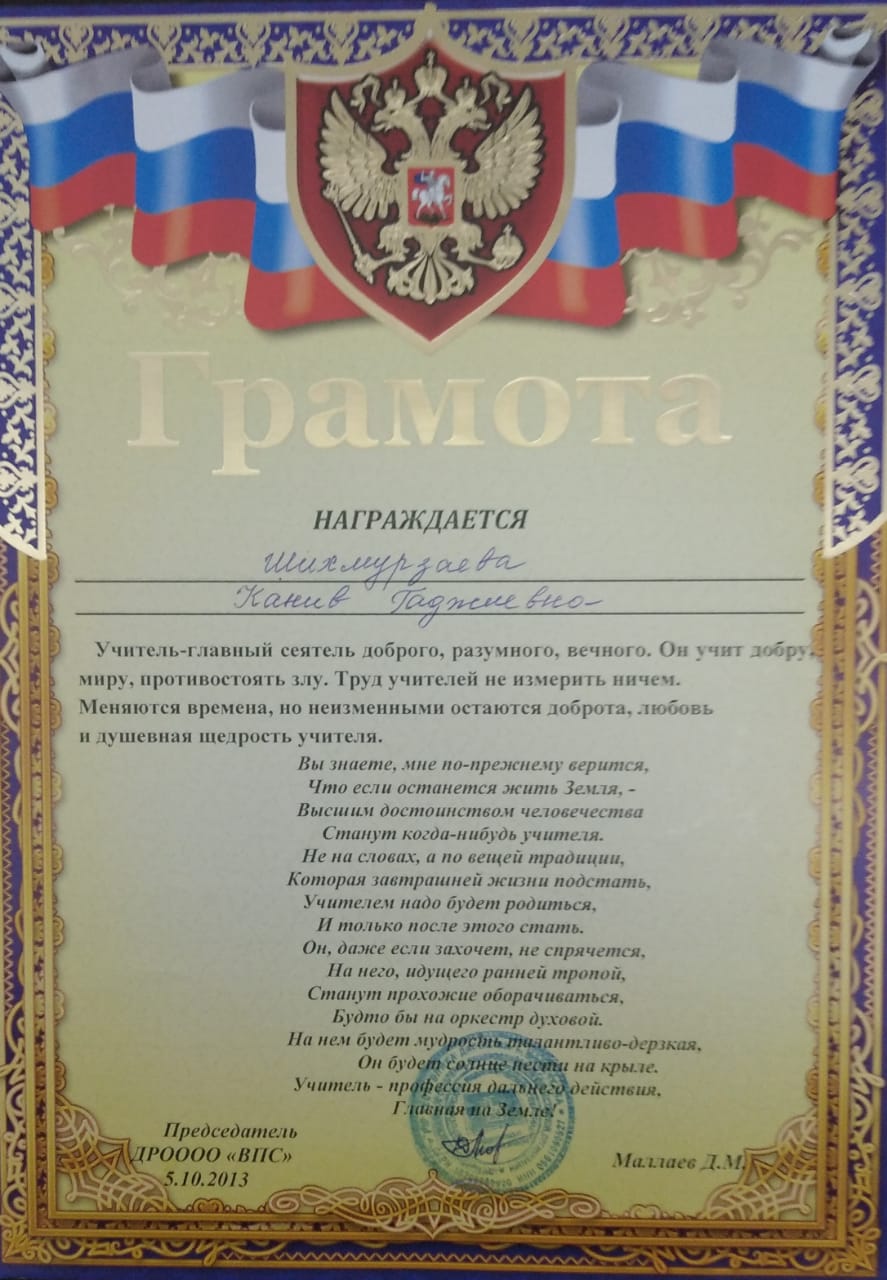 Грамота
НАГРАЖДАЕТСЯ
Шихмурзаева
Канив Гаджиевна
Учитель-главный сеятель доброго, разумного, вечного. Он учит добру,
миру, противостоять злу. Труд учителей не измерить ничем.
Меняются времена, но неизменными остаются доброта, любовь
и душевная щедрость учителя.
Вы знаете, мне по-прежнему верится,
Что если останется жить Земля, -
Высшим достоинством человечества
Станут когда-нибудь учителя.
Не на словах, а по вещей традиции,
Которая завтрашней жизни подстать,
Учителем надо будет родиться,
И только после этого стать.
Он, даже если захочет, не спрячется,
На него, идущего ранней тропой,
Станут прохожие оборачиваться,
Будто бы на оркестр духовой.
На нем будет мудрость талантливо-дерзкая,
Он будет солнце нести на крыле.
Учитель - профессия дальнего действия,
Главная на Земле!
Председатель
ДРОООО «ВПС»
5.10.2013
Маллаев Д.М.